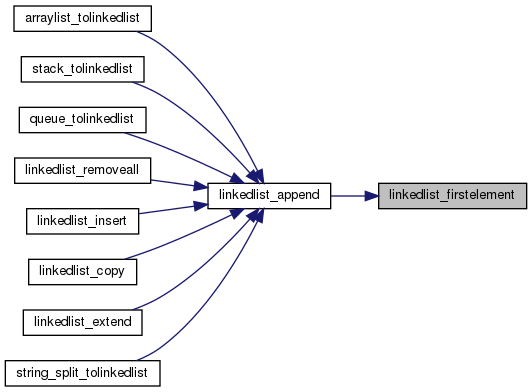 arraylist_tolinkedlist
stack_tolinkedlist
queue_tolinkedlist
linkedlist_removeall
linkedlist_append
linkedlist_firstelement
linkedlist_insert
linkedlist_copy
linkedlist_extend
string_split_tolinkedlist